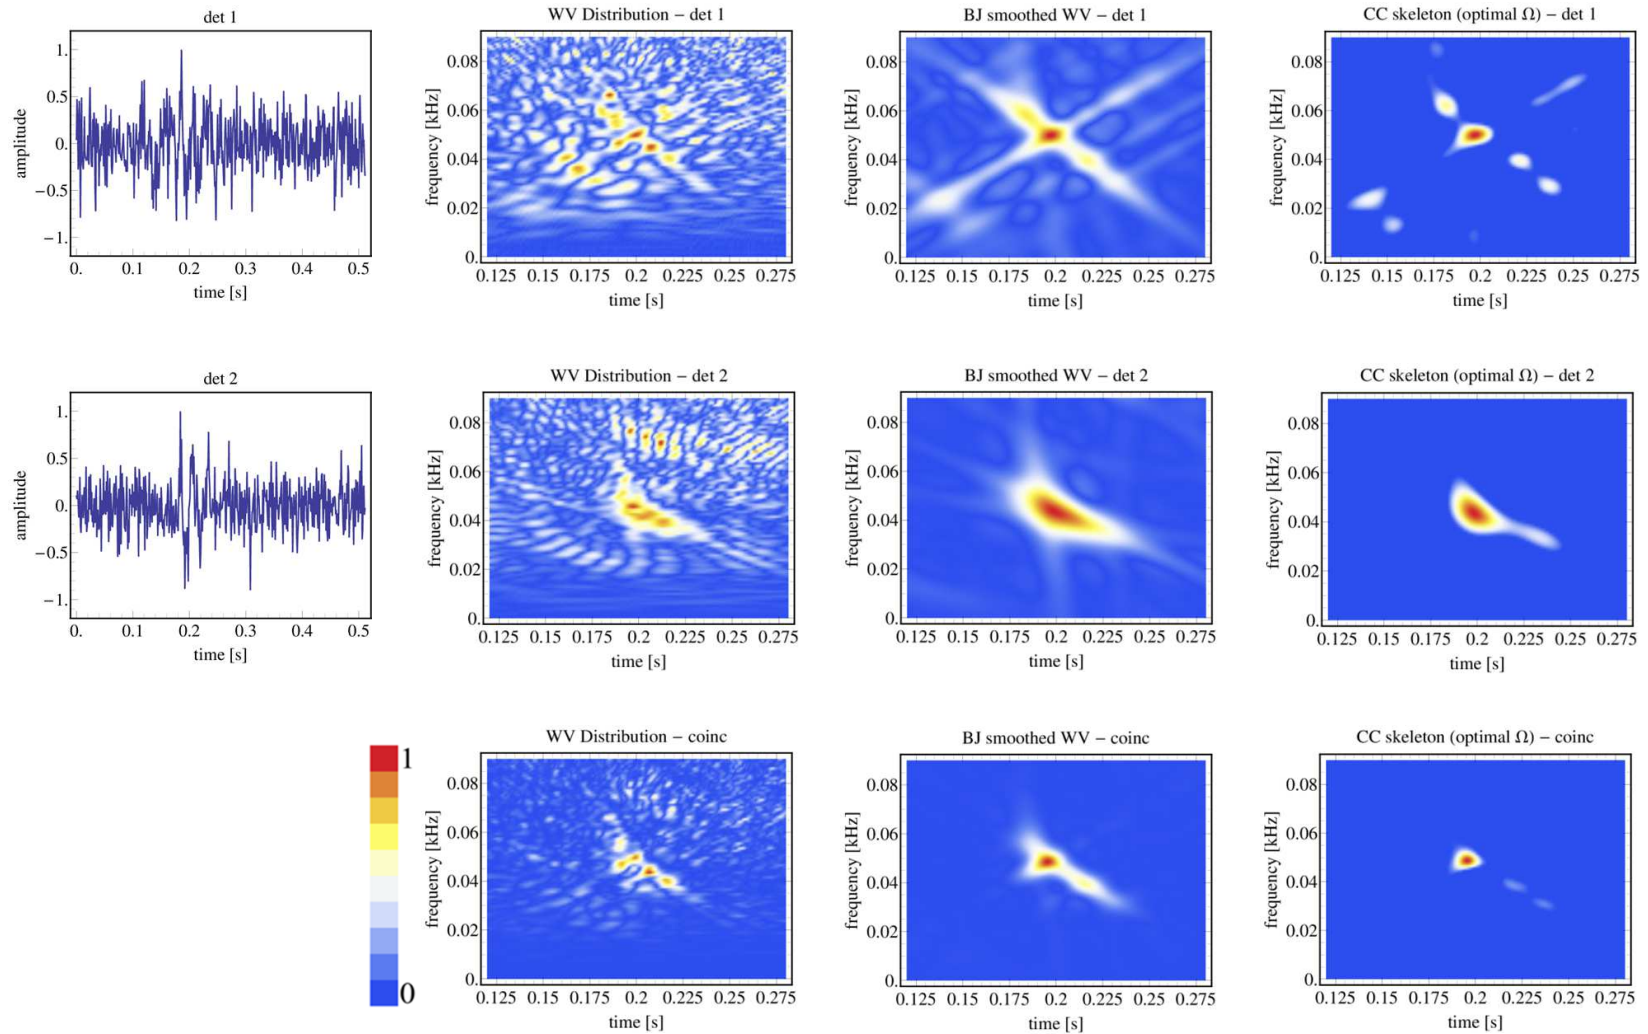 det 1
1.
0.5
0.
−0.5
−1.
amplitude
0. 0.1 0.2 0.3 0.4 0.5
time [s]
WV Distribution − det 1
0.08
0.06
0.04
0.02
0.
frequency [kHz]
0.125 0.15 0.175 0.2 0.225 0.25 0.275
time [s]
BJ smoothed WV − det 1
0.08
0.06
0.04
0.02
0.
frequency [kHz]
0.125 0.15 0.175 0.2 0.225 0.25 0.275
time [s]
CC skeleton (optimal Ω) − det 1
0.08
0.06
0.04
0.02
0.
frequency [kHz]
0.125 0.15 0.175 0.2 0.225 0.25 0.275
time [s]
det 2
1.
0.5
0.
−0.5
−1.
amplitude
0. 0.1 0.2 0.3 0.4 0.5
time [s]
WV Distribution − det 2
0.08
0.06
0.04
0.02
0.
frequency [kHz]
0.125 0.15 0.175 0.2 0.225 0.25 0.275
time [s]
BJ smoothed WV − det 2
0.08
0.06
0.04
0.02
0.
frequency [kHz]
0.125 0.15 0.175 0.2 0.225 0.25 0.275
time [s]
CC skeleton (optimal Ω) − det 2
0.08
0.06
0.04
0.02
0.
frequency [kHz]
0.125 0.15 0.175 0.2 0.225 0.25 0.275
time [s]
1
0
WV Distribution − coinc
0.08
0.06
0.04
0.02
0.
frequency [kHz]
0.125 0.15 0.175 0.2 0.225 0.25 0.275
time [s]
BJ smoothed WV − coinc
0.08
0.06
0.04
0.02
0.
frequency [kHz]
0.125 0.15 0.175 0.2 0.225 0.25 0.275
time [s]
CC skeleton (optimal Ω) − coinc
0.08
0.06
0.04
0.02
0.
frequency [kHz]
0.125 0.15 0.175 0.2 0.225 0.25 0.275
time [s]